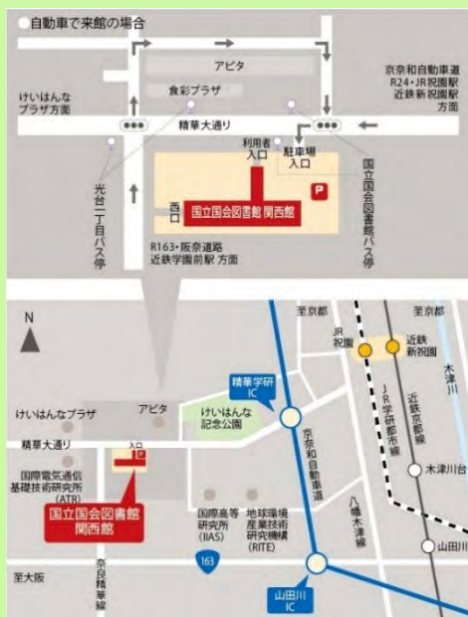 自動車で来館の場合
アピタ
食彩プラザ
京奈和自動車道
R24・JR祝園駅
近鉄新祝園駅
方面
けいはんな
プラザ方面
精華大通り
利用者
入口
駐車場
入口
光台一丁目バス停
国立国会図書館バス停
西口
国立国会図書館 関西館
P
R163・阪奈道路
近鉄学園前駅 方面
N
至京都
至京都
JR
祝園
近鉄
新祝園
木津川
精華学研
IC
けいはんなプラザ
アピタ
けいはんな
記念公園
精華大通り
入口
P
京奈和自動車道
JR学研都市線
近鉄京都線
木津川台
国際電気通信
基礎技術研究所
(ATR)
国立国会図書館
関西館
国際高等
研究所
(IIAS)
地球環境
産業技術
研究機構
(RITE)
八幡木津線
山田川
至大阪
奈良精華線
163
山田川
IC